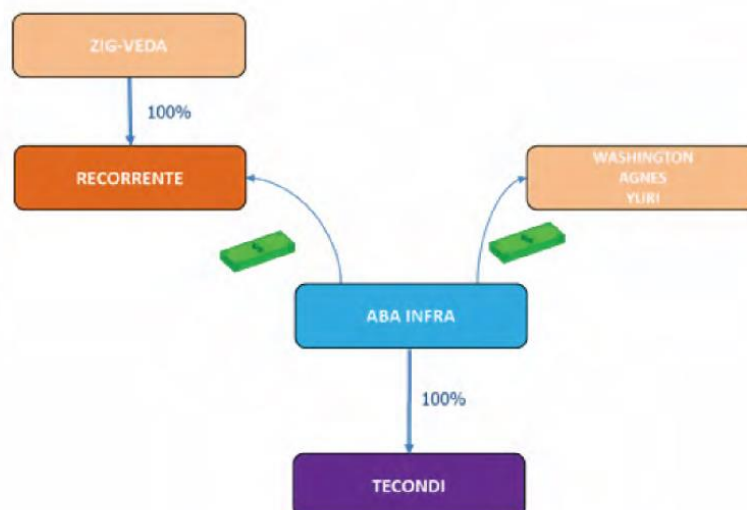 ZIG-VEDA
100%
RECORRENTE
WASHINGTON
AGNES
YURI
ABA INFRA
100%
TECONDI